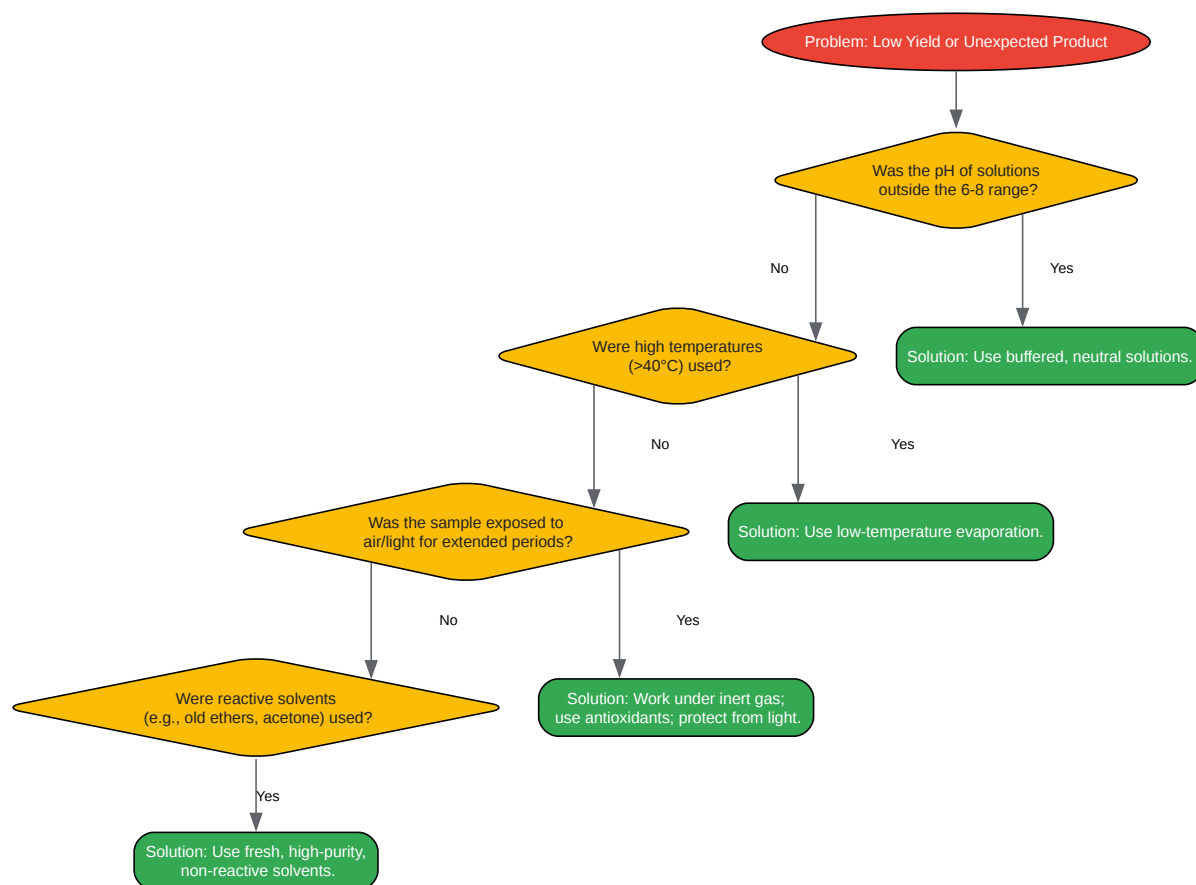 Problem: Low Yield or Unexpected Product
Was the pH of solutions
outside the 6-8 range?
No
Yes
Were high temperatures
(>40°C) used?
Solution: Use buffered, neutral solutions.
No
Yes
Was the sample exposed to
air/light for extended periods?
Solution: Use low-temperature evaporation.
No
Yes
Were reactive solvents
(e.g., old ethers, acetone) used?
Solution: Work under inert gas;
use antioxidants; protect from light.
Yes
Solution: Use fresh, high-purity,
non-reactive solvents.